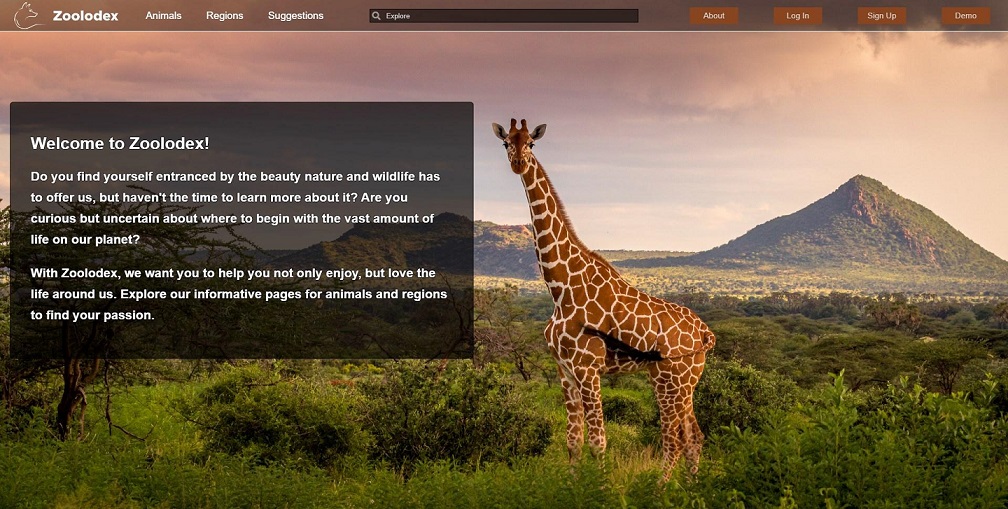 Zoolodex Animals Regions Suggestions Explore About Log In Sign Up Demo
Welcome to Zoolodex!
Do you find yourself entranced by the beauty nature and wildlife has
to offer us, but haven't the time to learn more about it? Are you
curious but uncertain about where to begin with the vast amount of
life on our planet?
With Zoolodex, we want you to help you not only enjoy, but love the
life around us. Explore our informative pages for animals and regions
to find your passion.